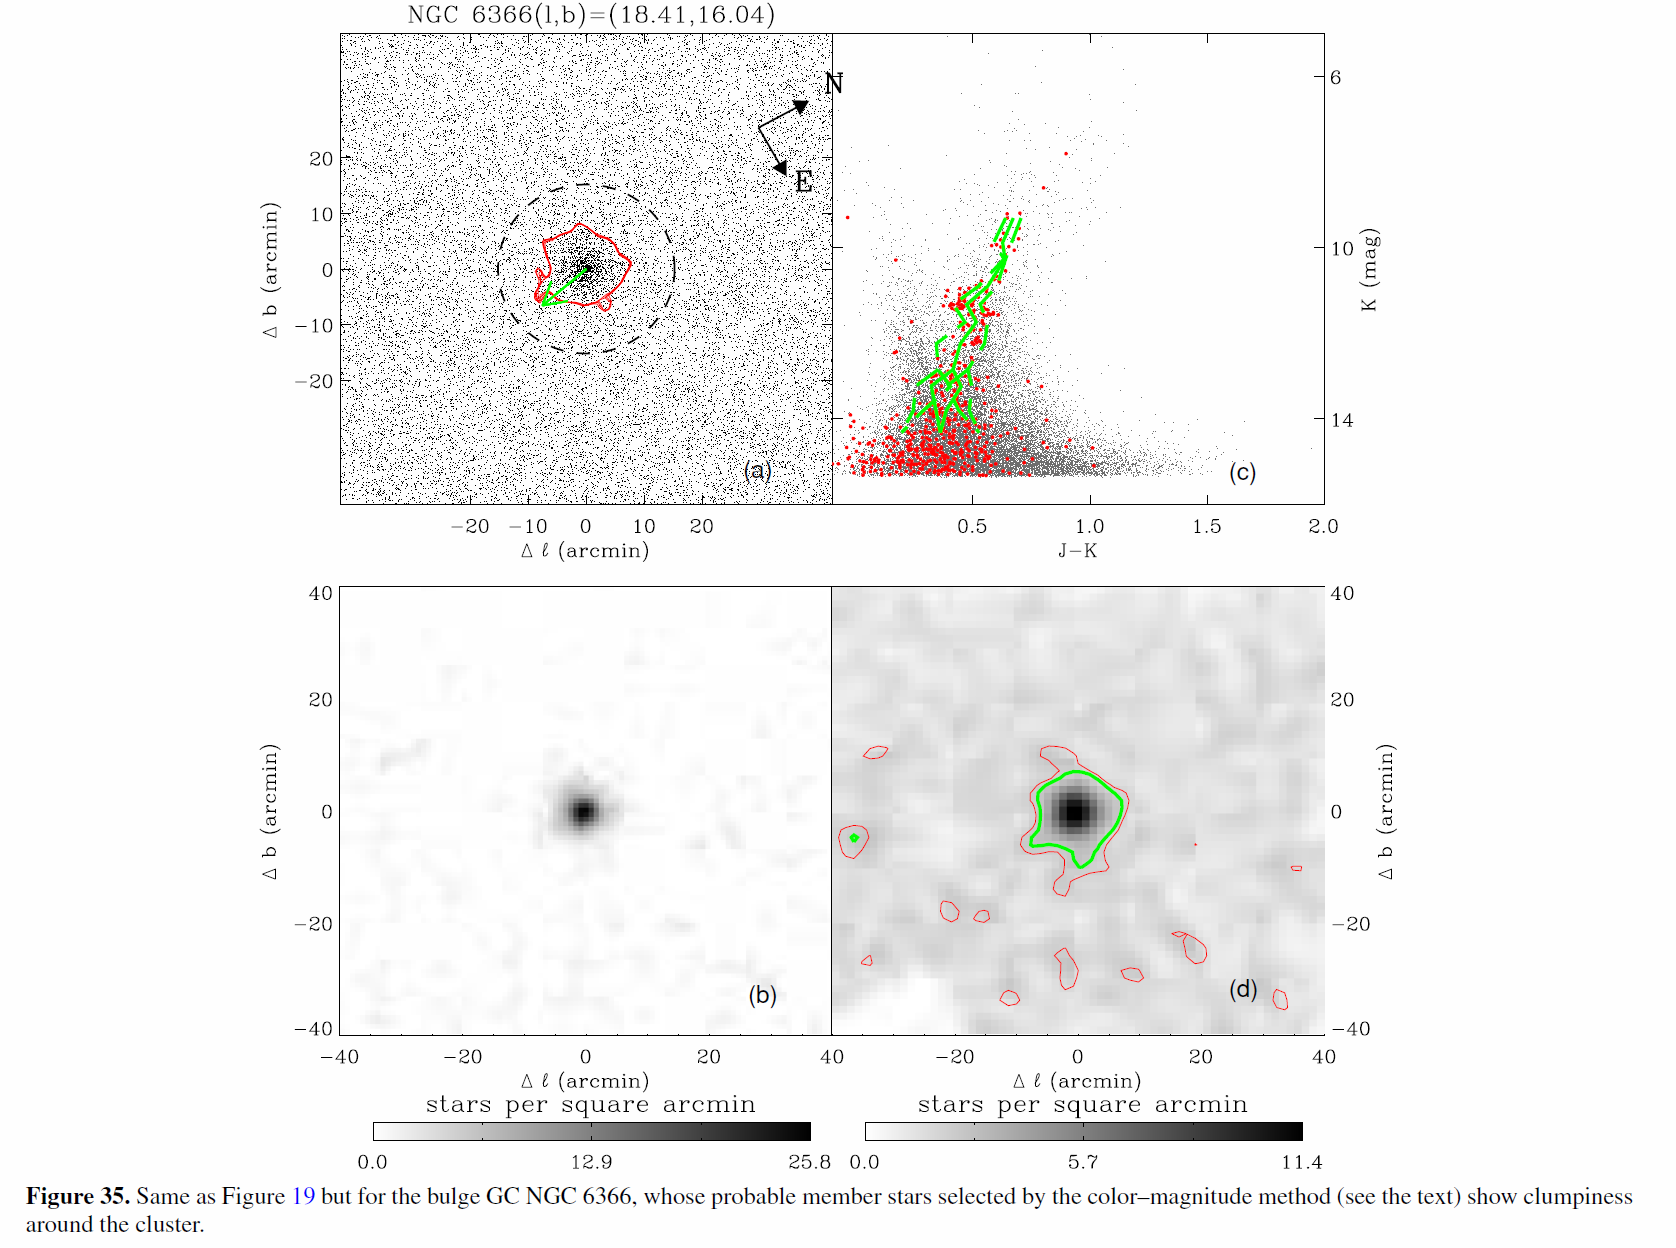 NGC 6366(l,b)=(18.41,16.04)
N
E
20
10
0
−10
−20
Δ b (arcmin)
(a)
−20 −10 0 10 20
Δ ℓ (arcmin)
6
10
14
K (mag)
(c)
0.5 1.0 1.5 2.0
J−K
40
20
0
−20
−40
Δ b (arcmin)
(b)
−40 −20 0 20 40
Δ ℓ (arcmin)
40
20
0
−20
−40
Δ b (arcmin)
(d)
−20 0 20 40
Δ ℓ (arcmin)
stars per square arcmin
0.0 12.9 25.8
stars per square arcmin
0.0 5.7 11.4
Figure 35. Same as Figure 19 but for the bulge GC NGC 6366, whose probable member stars selected by the color–magnitude method (see the text) show clumpiness
around the cluster.